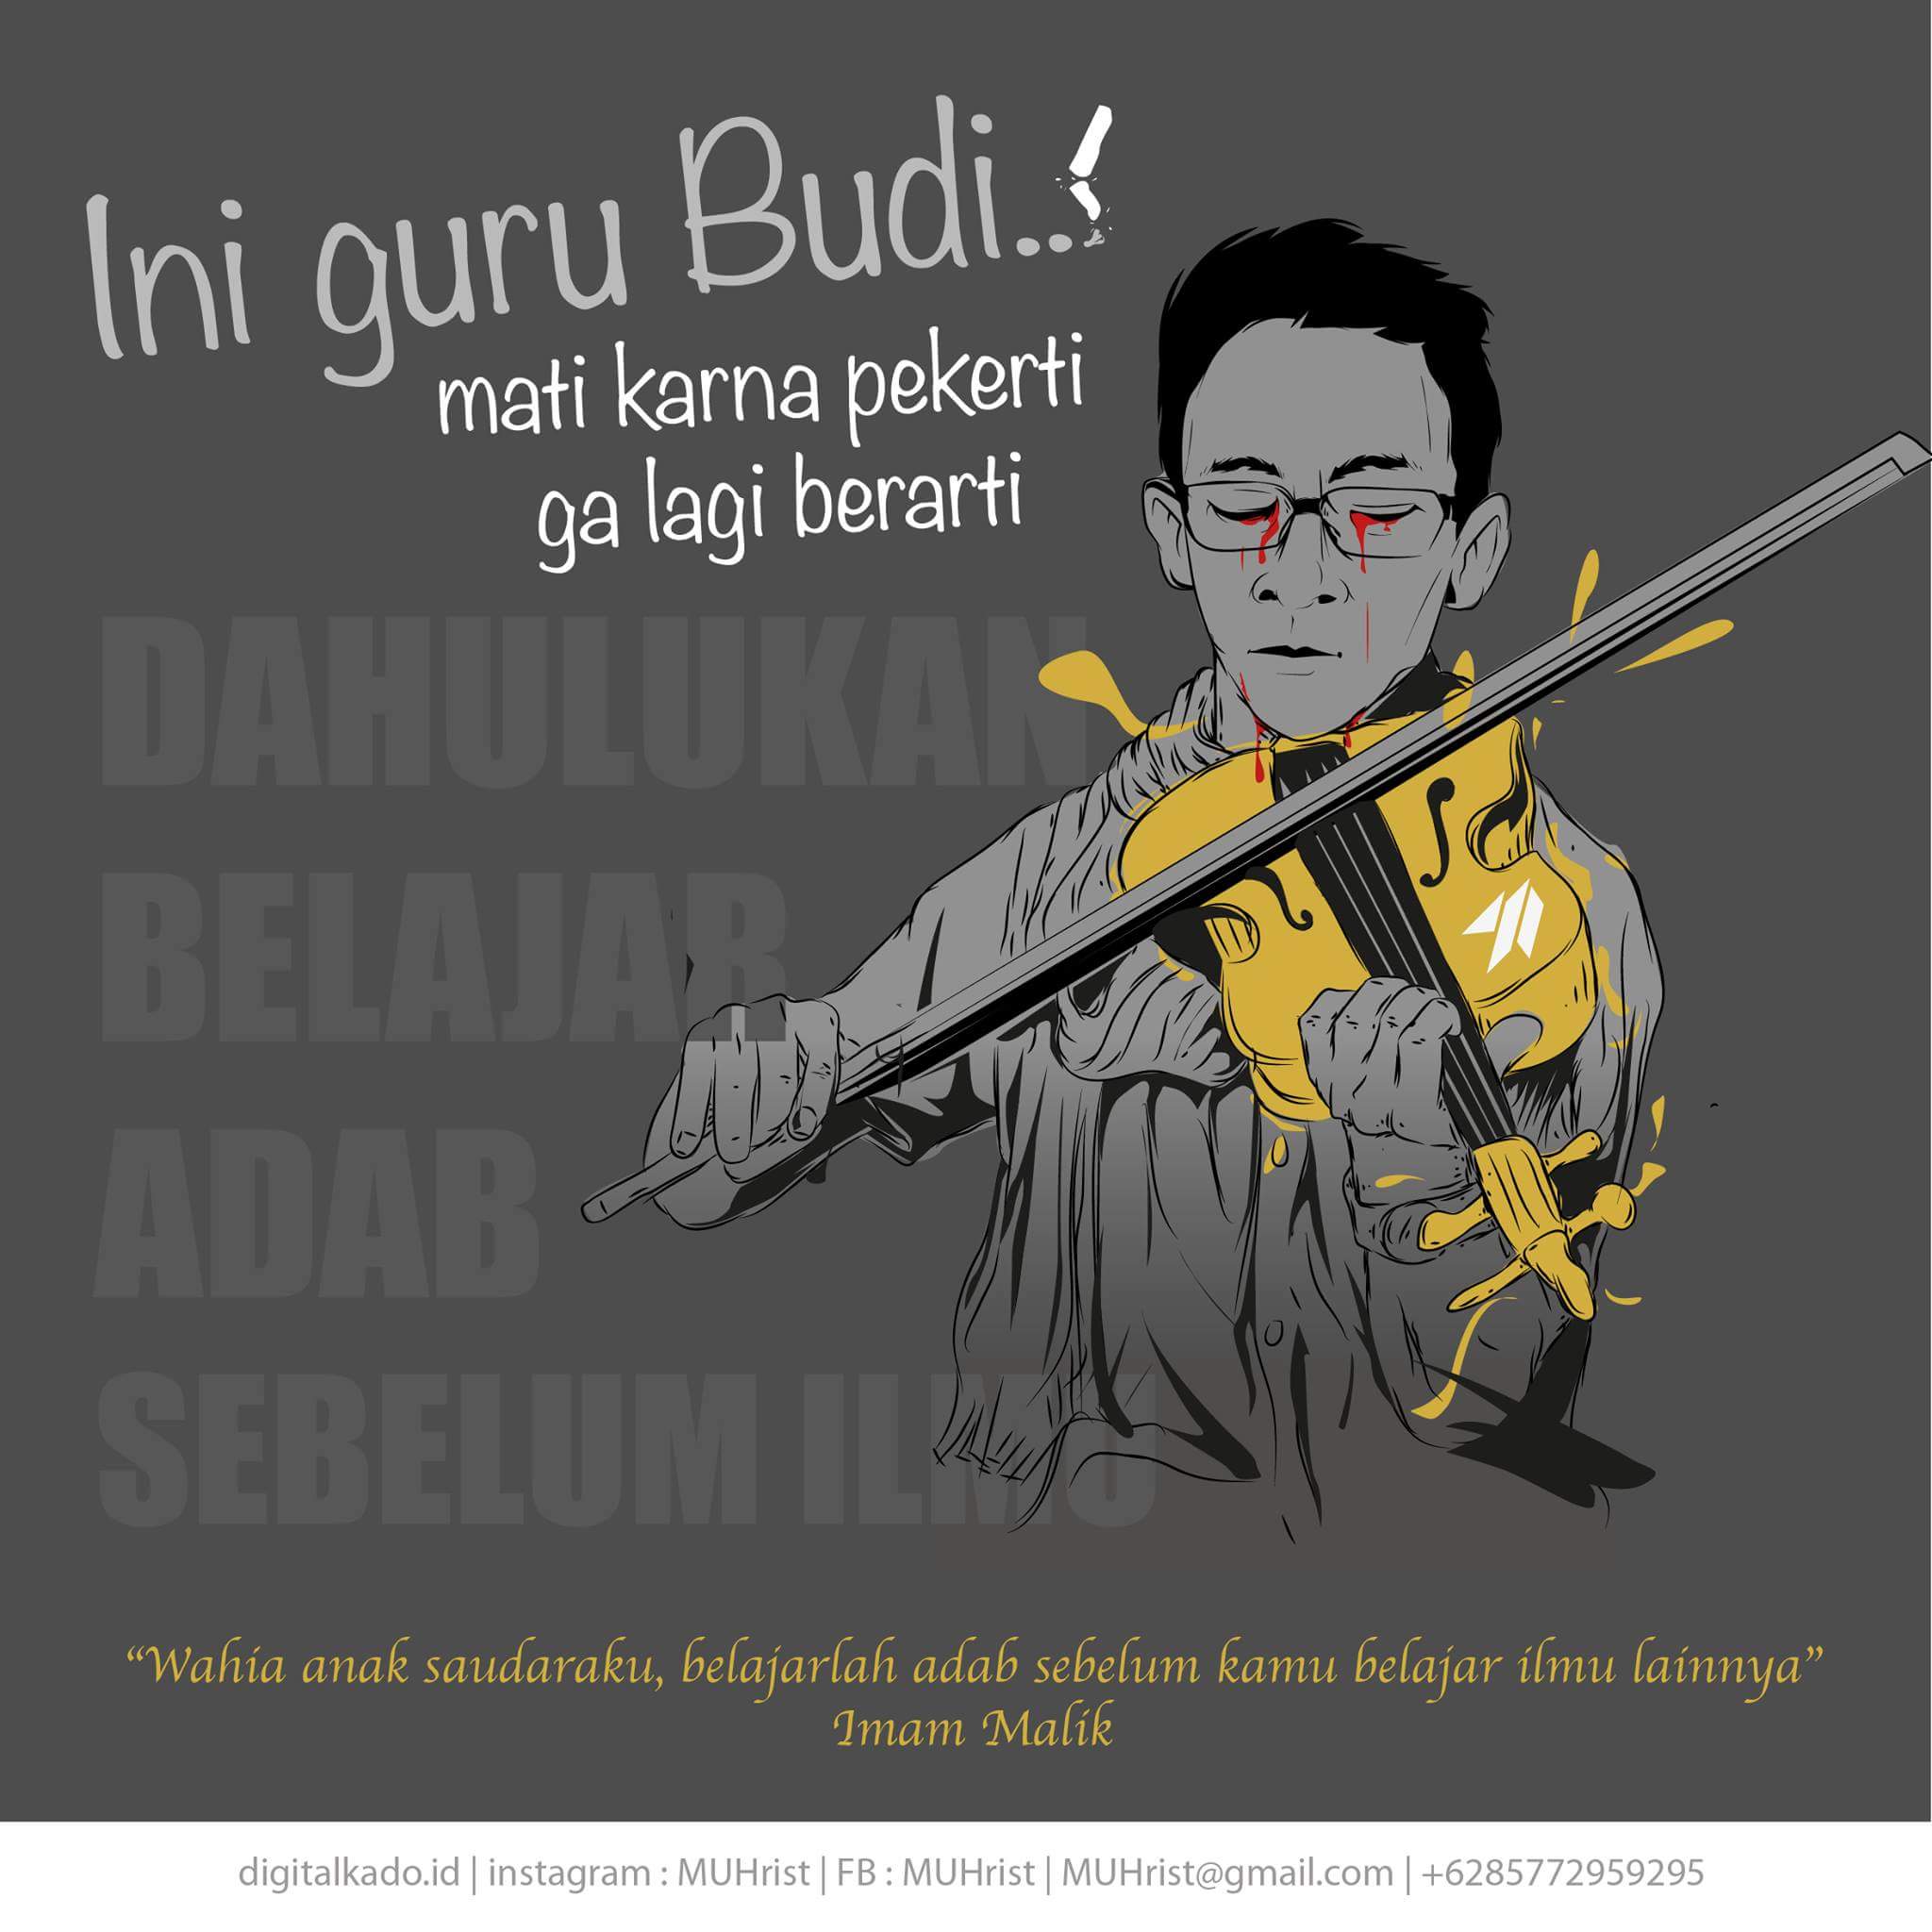 Ini guru Budi..!
mati karna pekerti
ga lagi berarti
DAHULUKAN
BELAJAR
ADAB
SEBELUM ILMU
“Wahia anak saudaraku, belajarlah adab sebelum kamu belajar ilmu lainnya”
Imam Malik
digitalkado.id | instagram : MUHrist | FB : MUHrist | MUHrist@gmail.com | +6285772959295